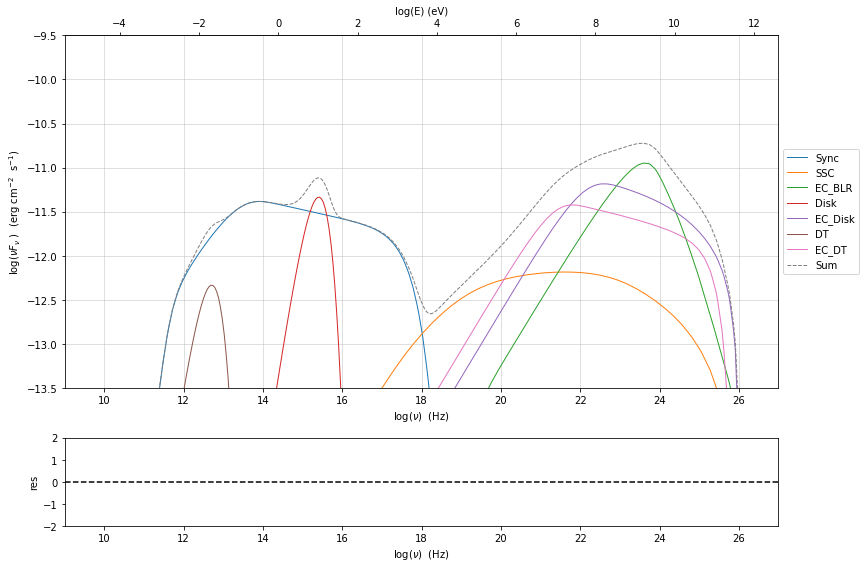 log(E) (eV)
−4 −2 0 2 4 6 8 10 12
−9.5
−10.0
−10.5
−11.0
−11.5
−12.0
−12.5
−13.0
−13.5
log(νF_ν ) (erg cm⁻² s⁻¹)
10 12 14 16 18 20 22 24 26
log(ν) (Hz)
Sync
SSC
EC_BLR
Disk
EC_Disk
DT
EC_DT
Sum
2
1
0
−1
−2
res
10 12 14 16 18 20 22 24 26
log(ν) (Hz)